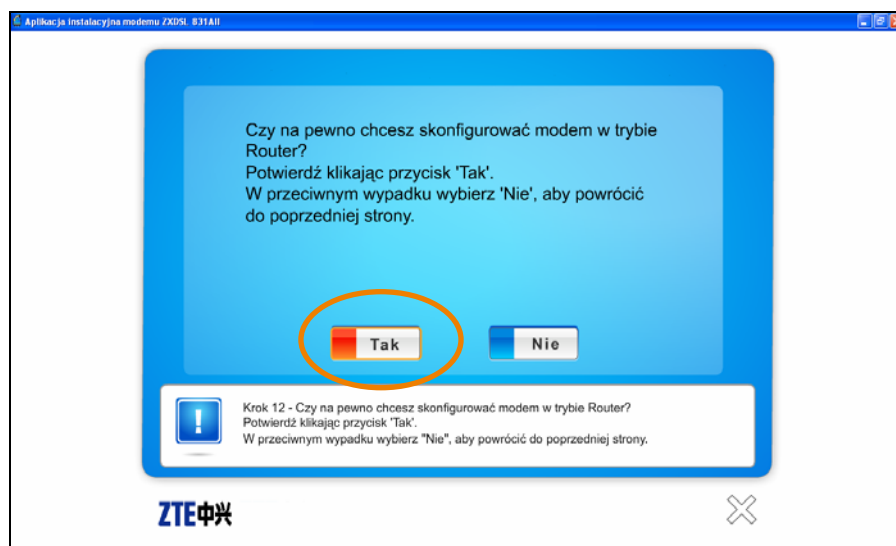 Aplikacja instalacyjna modemu ZXDSL 831AII
Czy na pewno chcesz skonfigurować modem w trybie
Router?
Potwierdź klikając przycisk 'Tak'.
W przeciwnym wypadku wybierz 'Nie', aby powrócić
do poprzedniej strony.
Tak
Nie
Krok 12 - Czy na pewno chcesz skonfigurować modem w trybie Router?
Potwierdź klikając przycisk 'Tak'.
W przeciwnym wypadku wybierz "Nie", aby powrócić do poprzedniej strony.
ZTE中兴